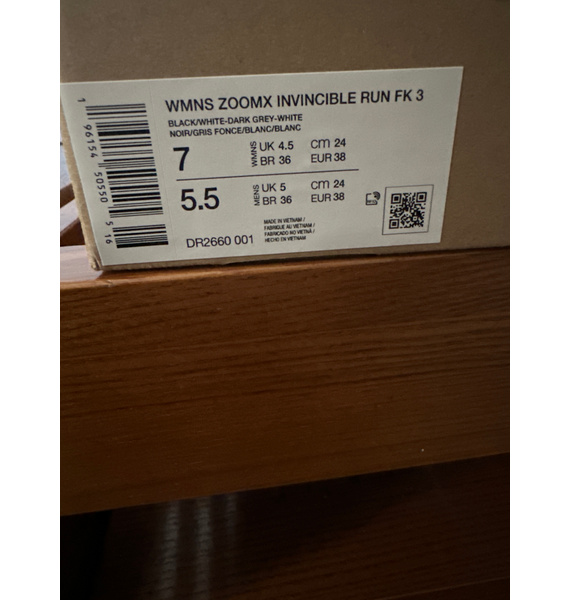 WMNS ZOOMX INVINCIBLE RUN FK 3
BLACK/WHITE-DARK GREY-WHITE
NOIR/GRIS FONCE/BLANC/BLANC
7 WMNS UK 4.5 cm 24
BR 36 EUR 38
5.5 MENS UK 5 cm 24
BR 36 EUR 38
DR2660 001
MADE IN VIETNAM /
FABRIQUE AU VIETNAM /
FABRICADO NO VIETNÃ /
HECHO EN VIETNAM
1 96154 50550 5 16